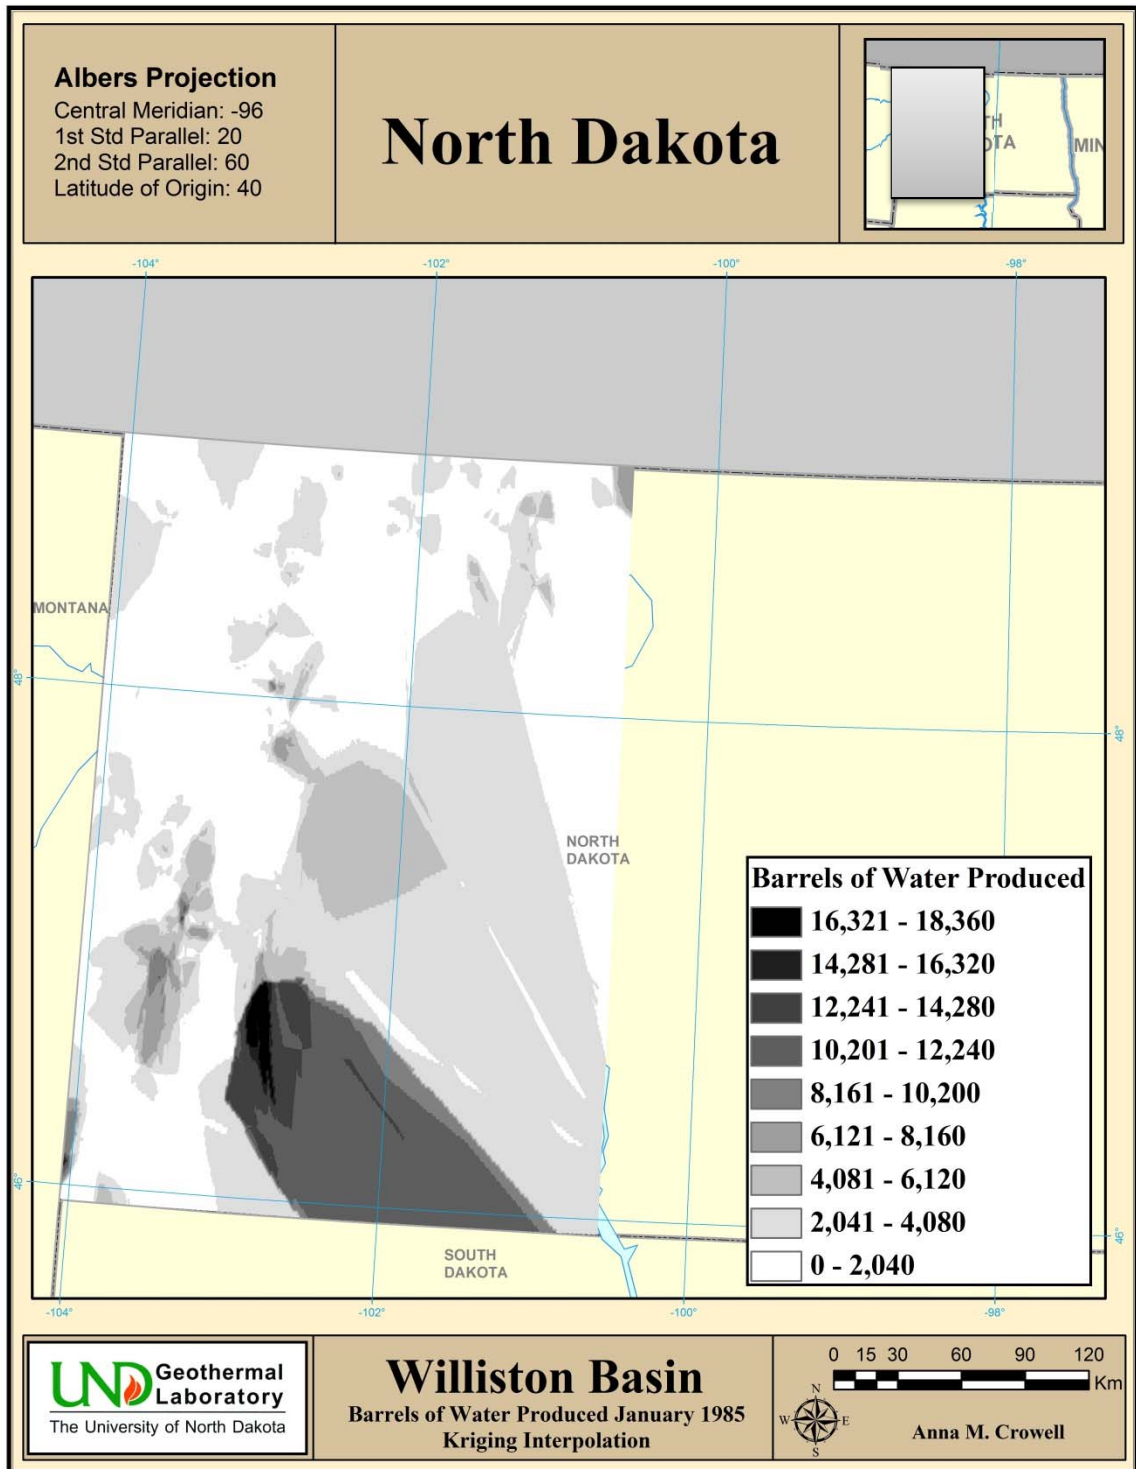 Albers Projection
Central Meridian: -96
1st Std Parallel: 20
2nd Std Parallel: 60
Latitude of Origin: 40
North Dakota
TH
OTA
MIN
-104°
-102°
-100°
-98°
MONTANA
48°
48°
NORTH
DAKOTA
Barrels of Water Produced
16,321 - 18,360
14,281 - 16,320
12,241 - 14,280
10,201 - 12,240
8,161 - 10,200
6,121 - 8,160
4,081 - 6,120
2,041 - 4,080
0 - 2,040
46°
46°
SOUTH
DAKOTA
-104°
-102°
-100°
-98°
UND Geothermal
Laboratory
The University of North Dakota
Williston Basin
Barrels of Water Produced January 1985
Kriging Interpolation
0 15 30 60 90 120
Km
N
W E
S
Anna M. Crowell